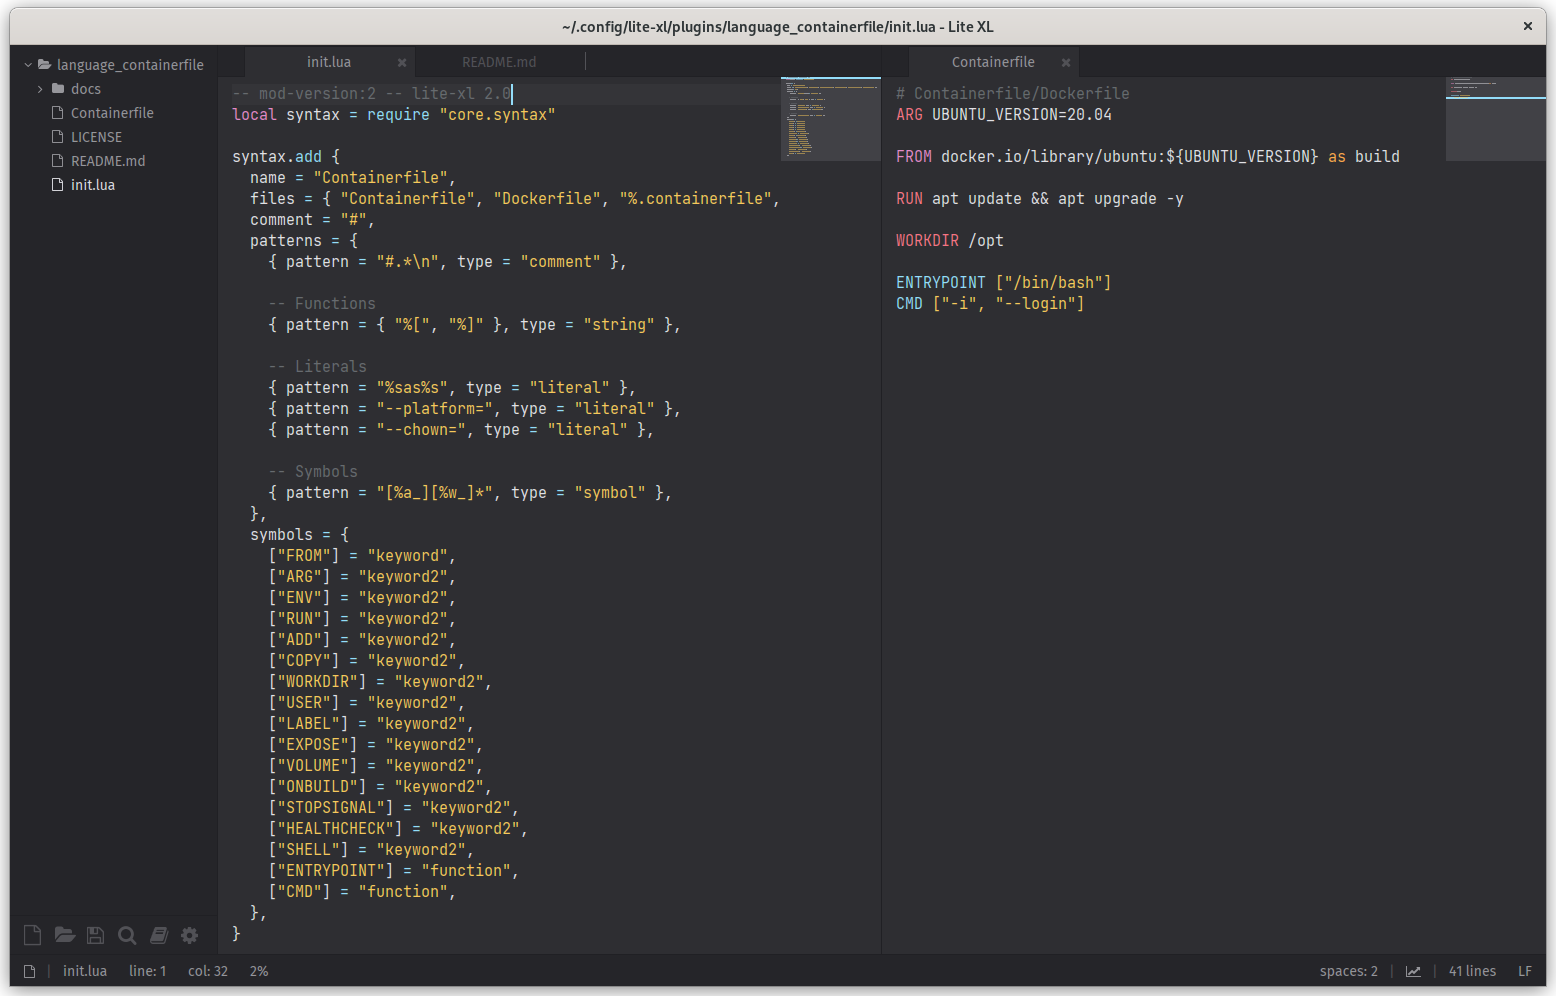 ~/.config/lite-xl/plugins/language_containerfile/init.lua - Lite XL
language_containerfile
docs
Containerfile
LICENSE
README.md
init.lua
init.lua
README.md
-- mod-version:2 -- lite-xl 2.0
local syntax = require "core.syntax"
syntax.add {
  name = "Containerfile",
  files = { "Containerfile", "Dockerfile", "%.containerfile",
  comment = "#",
  patterns = {
    { pattern = "#.*\n", type = "comment" },
    -- Functions
    { pattern = { "%[", "%]" }, type = "string" },
    -- Literals
    { pattern = "%sas%s", type = "literal" },
    { pattern = "--platform=", type = "literal" },
    { pattern = "--chown=", type = "literal" },
    -- Symbols
    { pattern = "[%a_][%w_]*", type = "symbol" },
  },
  symbols = {
    ["FROM"] = "keyword",
    ["ARG"] = "keyword2",
    ["ENV"] = "keyword2",
    ["RUN"] = "keyword2",
    ["ADD"] = "keyword2",
    ["COPY"] = "keyword2",
    ["WORKDIR"] = "keyword2",
    ["USER"] = "keyword2",
    ["LABEL"] = "keyword2",
    ["EXPOSE"] = "keyword2",
    ["VOLUME"] = "keyword2",
    ["ONBUILD"] = "keyword2",
    ["STOPSIGNAL"] = "keyword2",
    ["HEALTHCHECK"] = "keyword2",
    ["SHELL"] = "keyword2",
    ["ENTRYPOINT"] = "function",
    ["CMD"] = "function",
  },
}
Containerfile
# Containerfile/Dockerfile
ARG UBUNTU_VERSION=20.04
FROM docker.io/library/ubuntu:${UBUNTU_VERSION} as build
RUN apt update && apt upgrade -y
WORKDIR /opt
ENTRYPOINT ["/bin/bash"]
CMD ["-i", "--login"]
init.lua line: 1 col: 32 2%
spaces: 2 41 lines LF